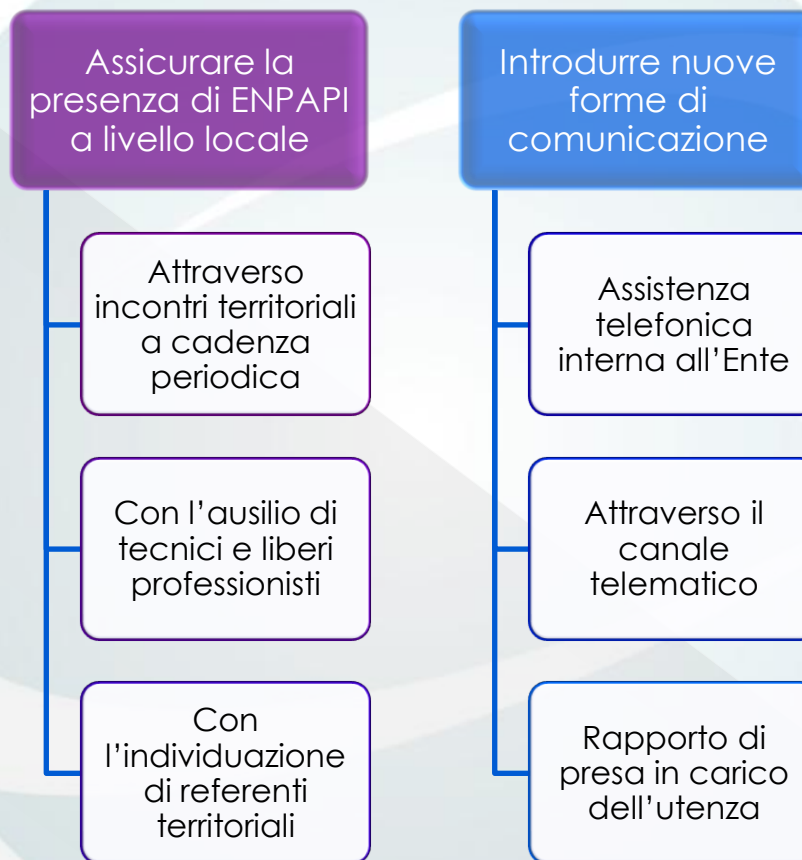 Assicurare la
presenza di ENPAPI
a livello locale
Attraverso
incontri territoriali
a cadenza
periodica
Con l’ausilio di
tecnici e liberi
professionisti
Con
l’individuazione
di referenti
territoriali
Introdurre nuove
forme di
comunicazione
Assistenza
telefonica
interna all’Ente
Attraverso il
canale
telematico
Rapporto di
presa in carico
dell’utenza